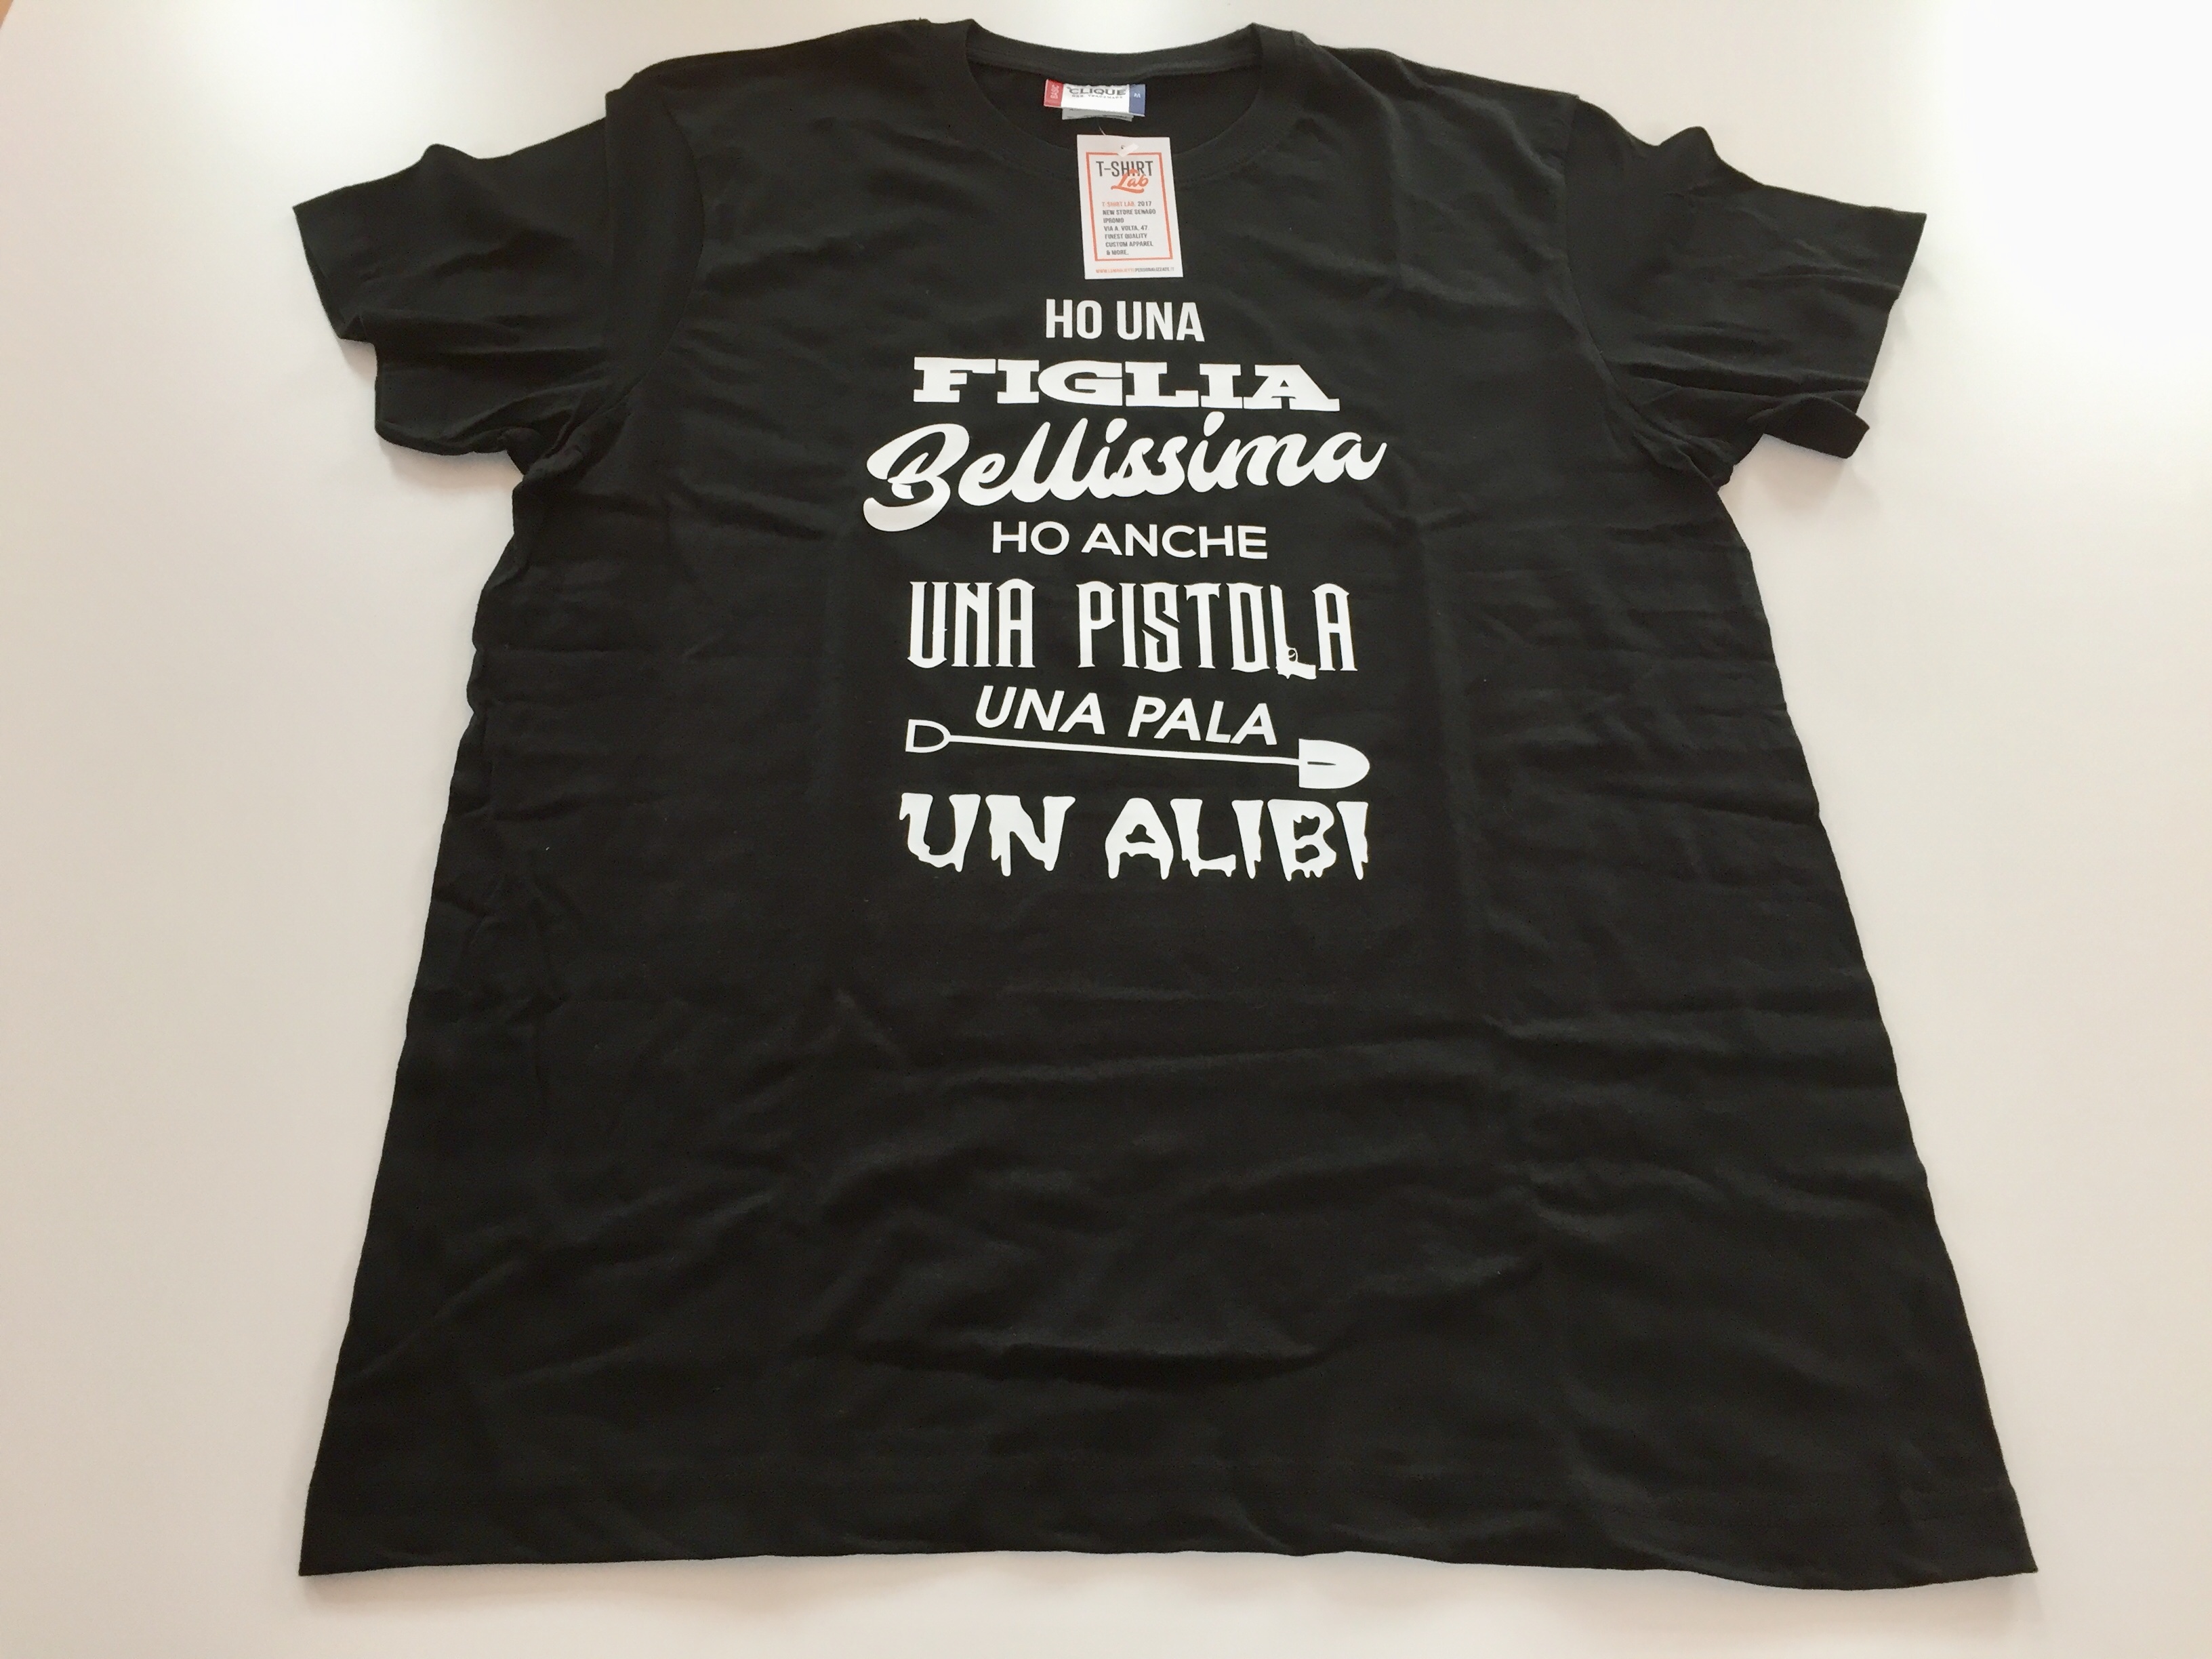 CLIQUE
T-SHIRT
Lab
T-SHIRT LAB. 2017
NEW STORE SENAGO
IPROMO
VIA A. VOLTA, 47
FINEST QUALITY
CUSTOM APPAREL
& MORE.
HO UNA
FIGLIA
Bellissima
HO ANCHE
UNA PISTOLA
UNA PALA
UN ALIBI